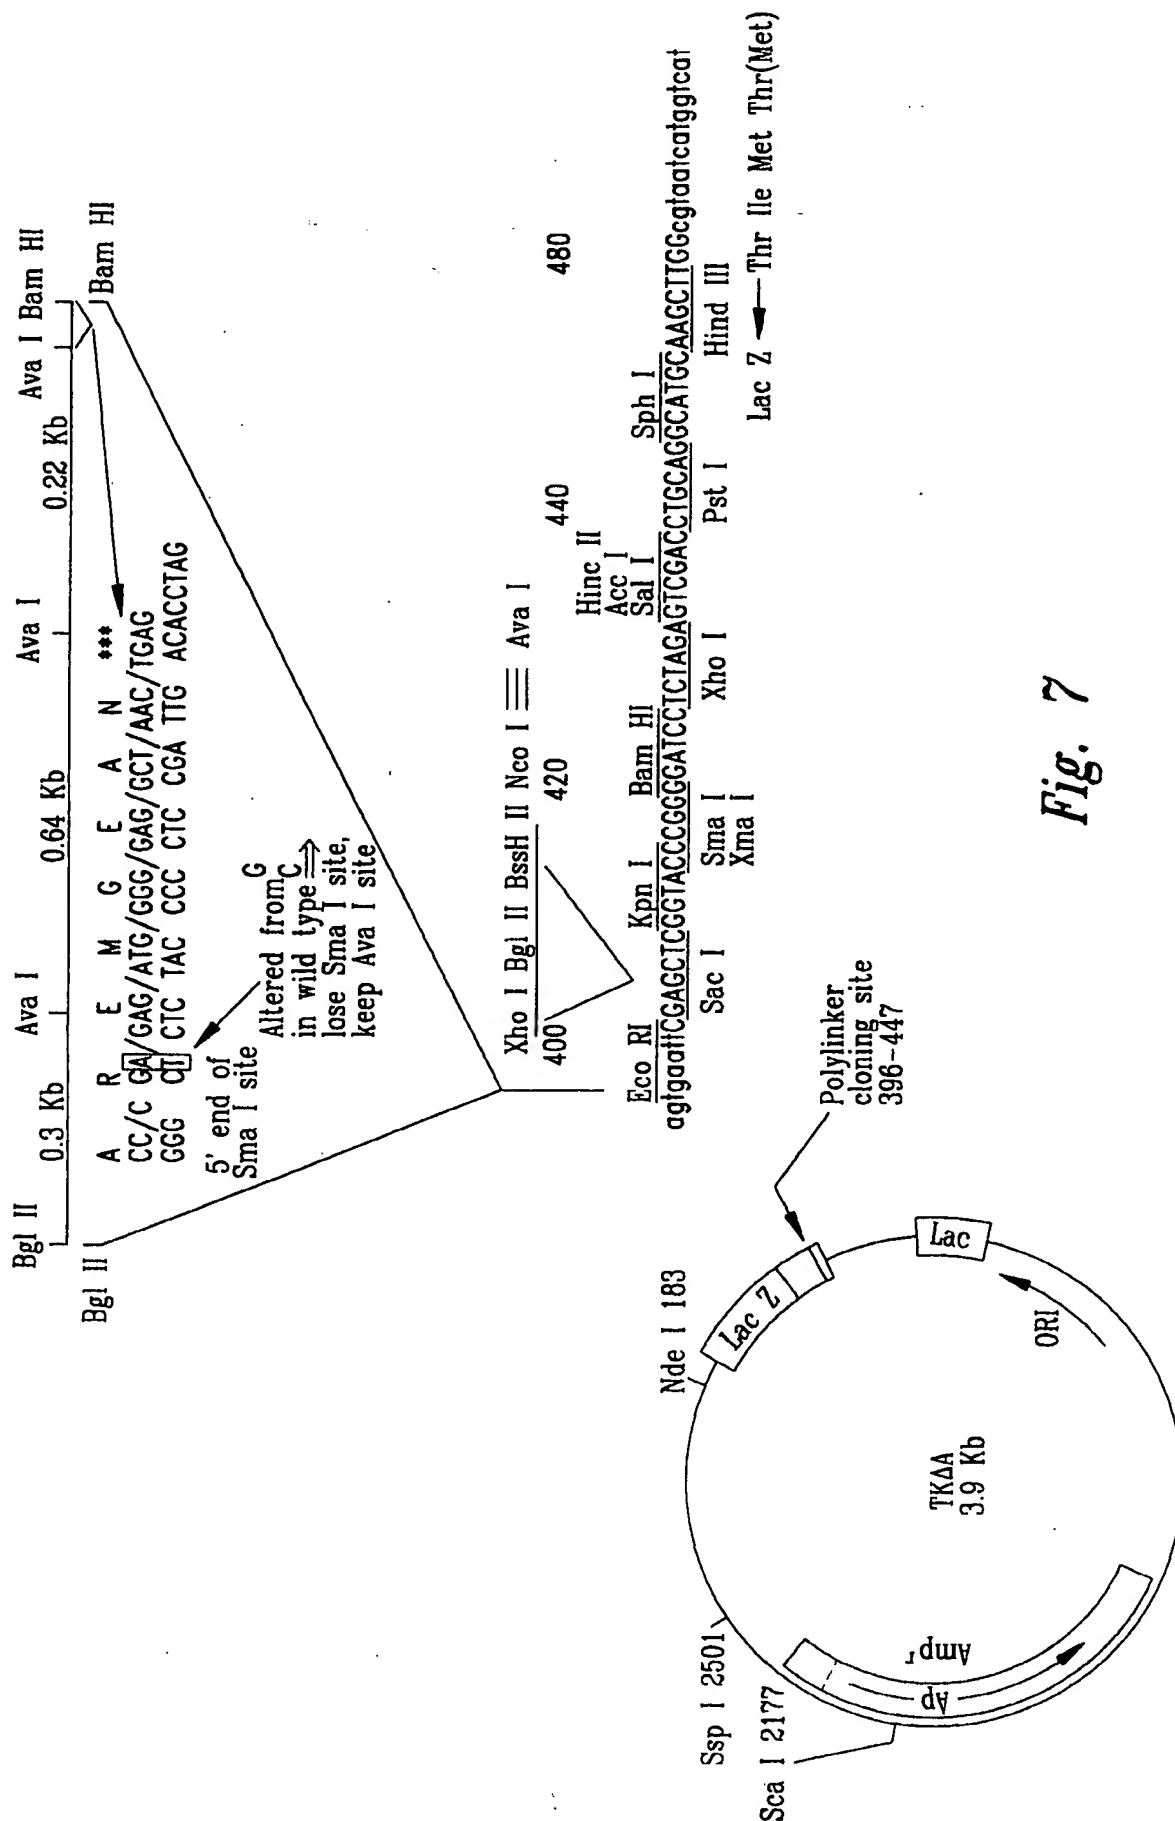 Bgl II 0.3 Kb Ava I 0.64 Kb Ava I 0.22 Kb Ava I Bam HI
Bgl II
Bam HI
A R E M G E A N ***
CC/C GA/GAG/ATG/GGG/GAG/GCT/AAC/TGAG
GGG CT CTC TAC CCC CTC CGA TTG ACACCTAG
5' end of
Sma I site
Altered from G
C
in wild type ⇒
lose Sma I site,
keep Ava I site
Xho I Bgl II BssH II Nco I ≡ Ava I
400 420 440 480
Hinc II
Acc I
Eco RI Kpn I Bam HI Sal I Sph I
agtgaattCGAGCTCGGTACCCGGGGATCCTCTAGAGTCGACCTGCAGGCATGCAAGCTTGGcgtaatcatggtcat
Sac I Sma I Xho I Pst I Hind III
Xma I
Lac Z ← Thr Ile Met Thr(Met)
Polylinker
cloning site
396-447
Nde I 183
Lac Z
Lac
ORI
TKΔA
3.9 Kb
Ssp I 2501
Sca I 2177
Ap
Ampʳ
Fig. 7